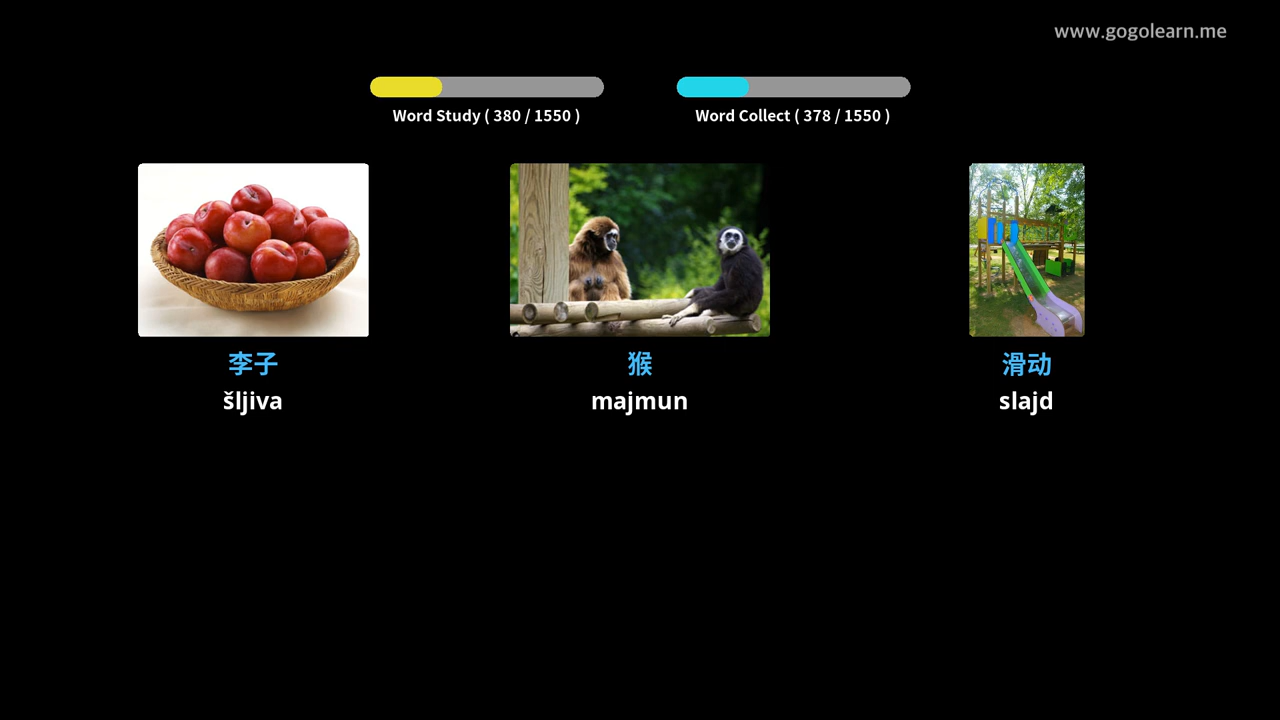 www.gogolearn.me
Word Study ( 380 / 1550 )
Word Collect ( 378 / 1550 )
李子
šljiva
猴
majmun
滑动
slajd